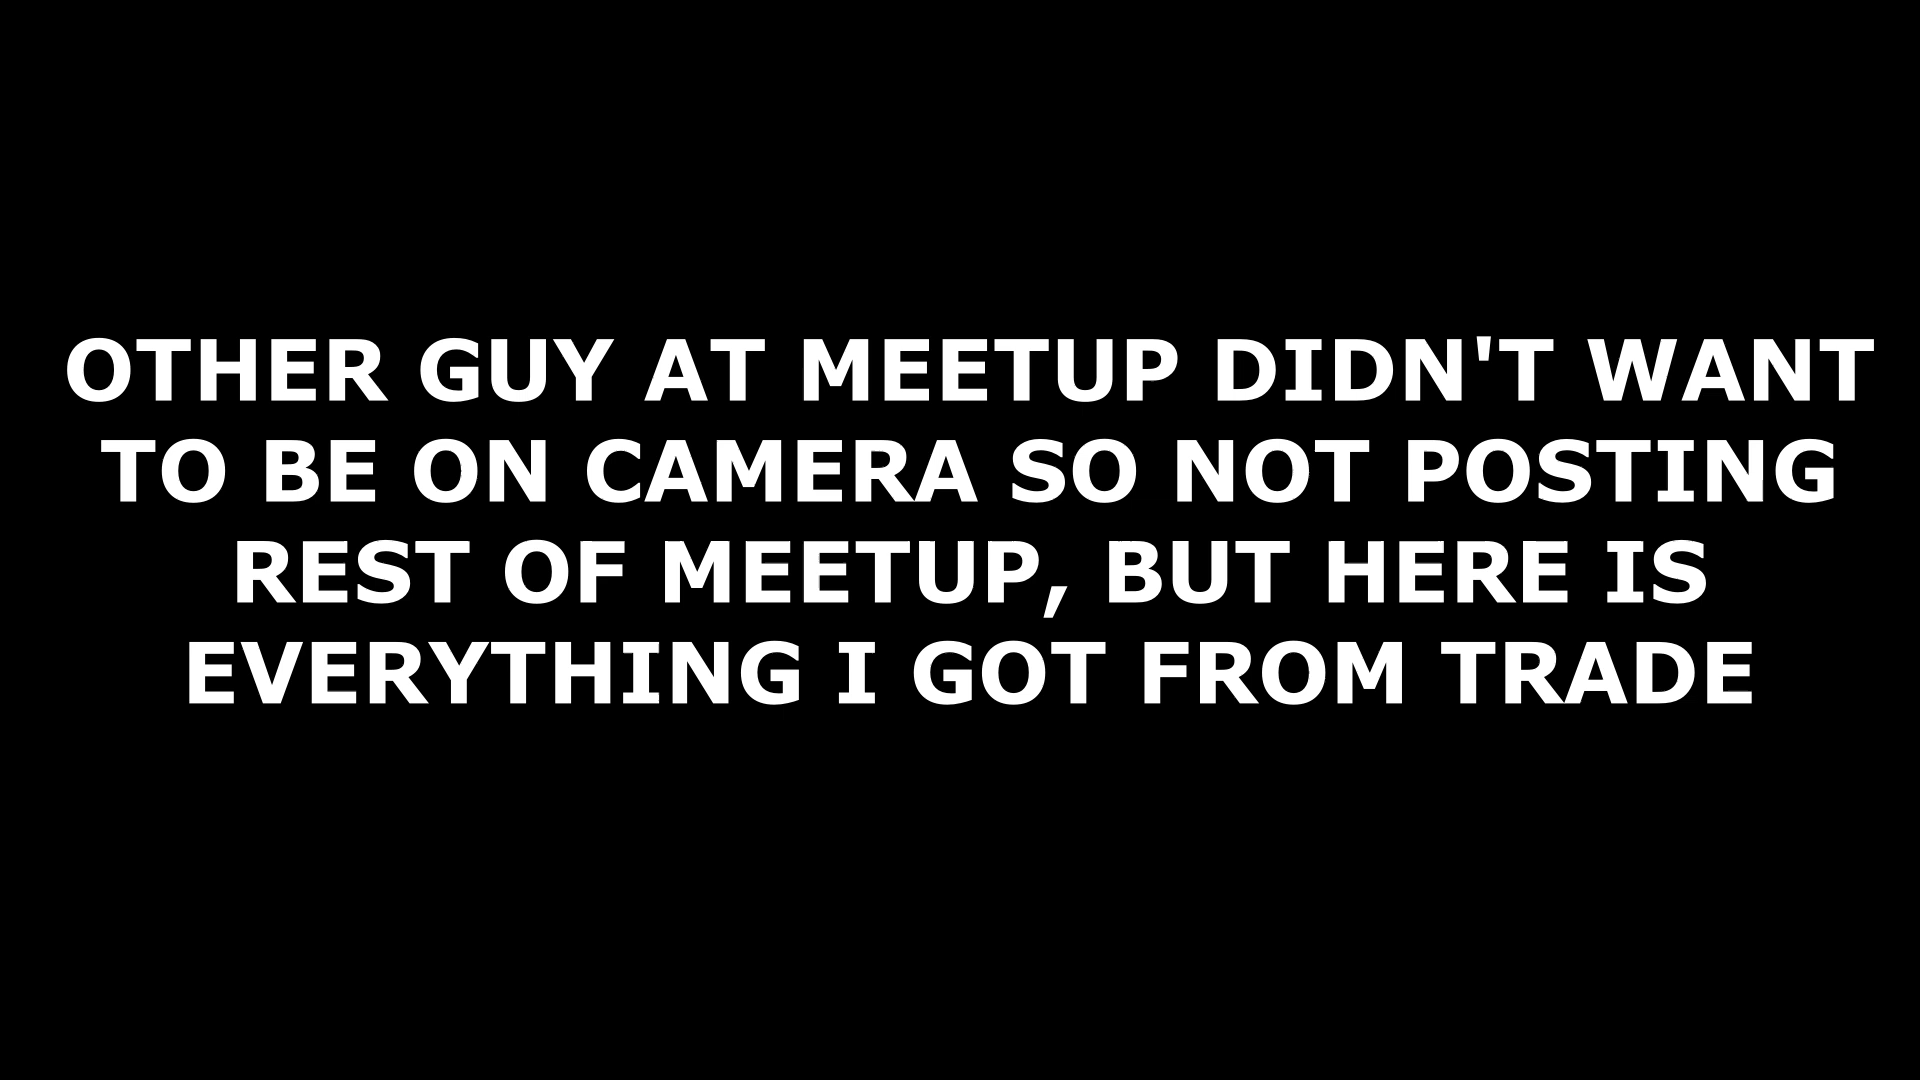 OTHER GUY AT MEETUP DIDN'T WANT
TO BE ON CAMERA SO NOT POSTING
REST OF MEETUP, BUT HERE IS
EVERYTHING I GOT FROM TRADE